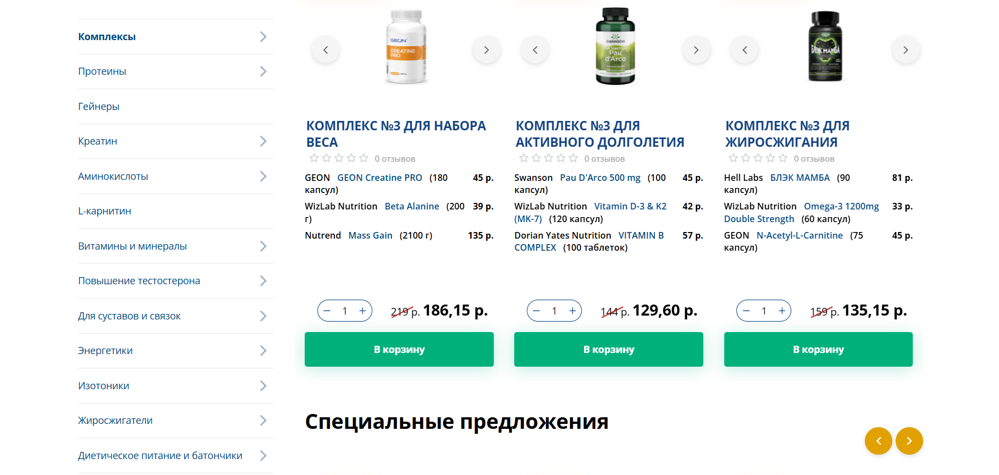 Комплексы
Протеины
Гейнеры
Креатин
Аминокислоты
L-карнитин
Витамины и минералы
Повышение тестостерона
Для суставов и связок
Энергетики
Изотоники
Жиросжигатели
Диетическое питание и батончики
GEON
CREATINE
PRO
КОМПЛЕКС №3 ДЛЯ НАБОРА
ВЕСА
0 отзывов
GEON GEON Creatine PRO (180 45 р.
капсул)
WizLab Nutrition Beta Alanine (200 39 р.
г)
Nutrend Mass Gain (2100 г) 135 р.
1 219 р. 186,15 р.
В корзину
SWANSON
Full Spectrum
Pau
d'Arco
КОМПЛЕКС №3 ДЛЯ
АКТИВНОГО ДОЛГОЛЕТИЯ
0 отзывов
Swanson Pau D'Arco 500 mg (100 45 р.
капсул)
WizLab Nutrition Vitamin D-3 & K2 42 р.
(MK-7) (120 капсул)
Dorian Yates Nutrition VITAMIN B 57 р.
COMPLEX (100 таблеток)
1 144 р. 129,60 р.
В корзину
БЛЭК МАМБА
КОМПЛЕКС №3 ДЛЯ
ЖИРОСЖИГАНИЯ
0 отзывов
Hell Labs БЛЭК МАМБА (90 81 р.
капсул)
WizLab Nutrition Omega-3 1200mg 33 р.
Double Strength (60 капсул)
GEON N-Acetyl-L-Carnitine (75 45 р.
капсул)
1 159 р. 135,15 р.
В корзину
Специальные предложения